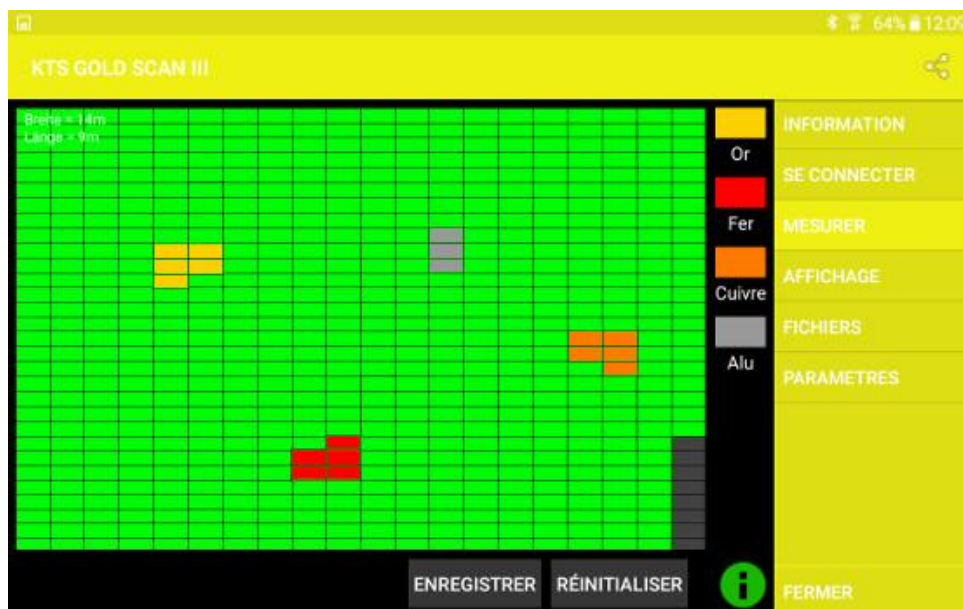 64% 12:09
KTS GOLD SCAN III
Breite = 14m
Länge = 9m
Or
Fer
Cuivre
Alu
INFORMATION
SE CONNECTER
MESURER
AFFICHAGE
FICHIERS
PARAMETRES
ENREGISTRER
RÉINITIALISER
FERMER